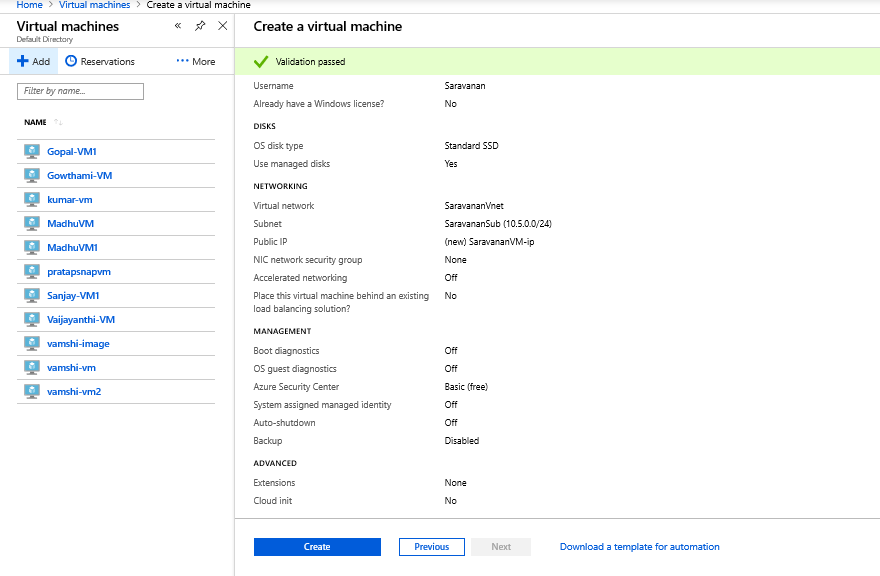 Home > Virtual machines > Create a virtual machine
Virtual machines
Default Directory
Add Reservations ··· More
Filter by name...
NAME
Gopal-VM1
Gowthami-VM
kumar-vm
MadhuVM
MadhuVM1
pratapsnapvm
Sanjay-VM1
Vaijayanthi-VM
vamshi-image
vamshi-vm
vamshi-vm2
Create a virtual machine
Validation passed
Username Saravanan
Already have a Windows license? No
DISKS
OS disk type Standard SSD
Use managed disks Yes
NETWORKING
Virtual network SaravananVnet
Subnet SaravananSub (10.5.0.0/24)
Public IP (new) SaravananVM-ip
NIC network security group None
Accelerated networking Off
Place this virtual machine behind an existing No
load balancing solution?
MANAGEMENT
Boot diagnostics Off
OS guest diagnostics Off
Azure Security Center Basic (free)
System assigned managed identity Off
Auto-shutdown Off
Backup Disabled
ADVANCED
Extensions None
Cloud init No
Create Previous Next Download a template for automation